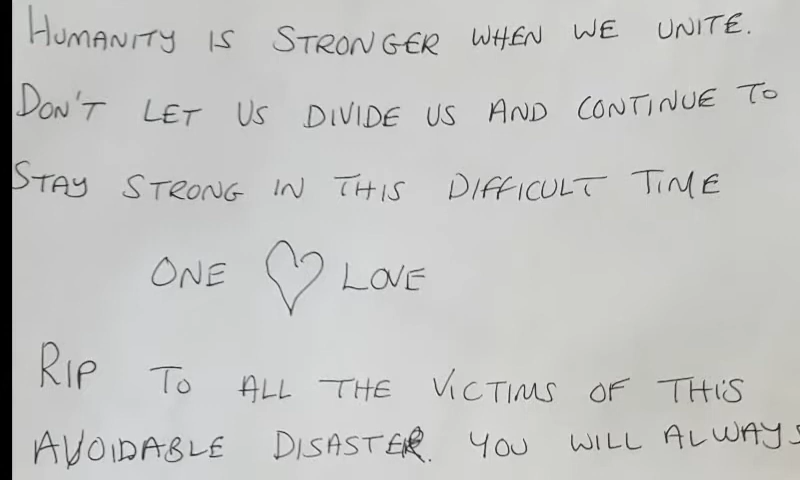 HUMANITY IS STRONGER WHEN WE UNITE.
DON'T LET US DIVIDE US AND CONTINUE TO
STAY STRONG IN THIS DIFFICULT TIME
ONE ♡ LOVE
RIP TO ALL THE VICTIMS OF THIS
AVOIDABLE DISASTER. YOU WILL ALWAYS